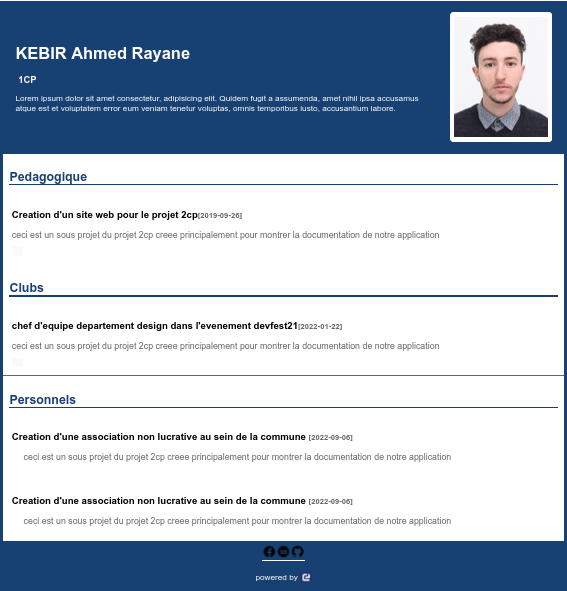 KEBIR Ahmed Rayane
1CP
Lorem ipsum dolor sit amet consectetur, adipisicing elit. Quidem fugit a assumenda, amet nihil ipsa accusamus
atque est et voluptatem error eum veniam tenetur voluptas, omnis temporibus iusto, accusantium labore.
Pedagogique
Creation d'un site web pour le projet 2cp[2019-09-26]
ceci est un sous projet du projet 2cp creee principalement pour montrer la documentation de notre application
Clubs
chef d'equipe departement design dans l'evenement devfest21[2022-01-22]
ceci est un sous projet du projet 2cp creee principalement pour montrer la documentation de notre application
Personnels
Creation d'une association non lucrative au sein de la commune [2022-09-06]
ceci est un sous projet du projet 2cp creee principalement pour montrer la documentation de notre application
Creation d'une association non lucrative au sein de la commune [2022-09-06]
ceci est un sous projet du projet 2cp creee principalement pour montrer la documentation de notre application
powered by